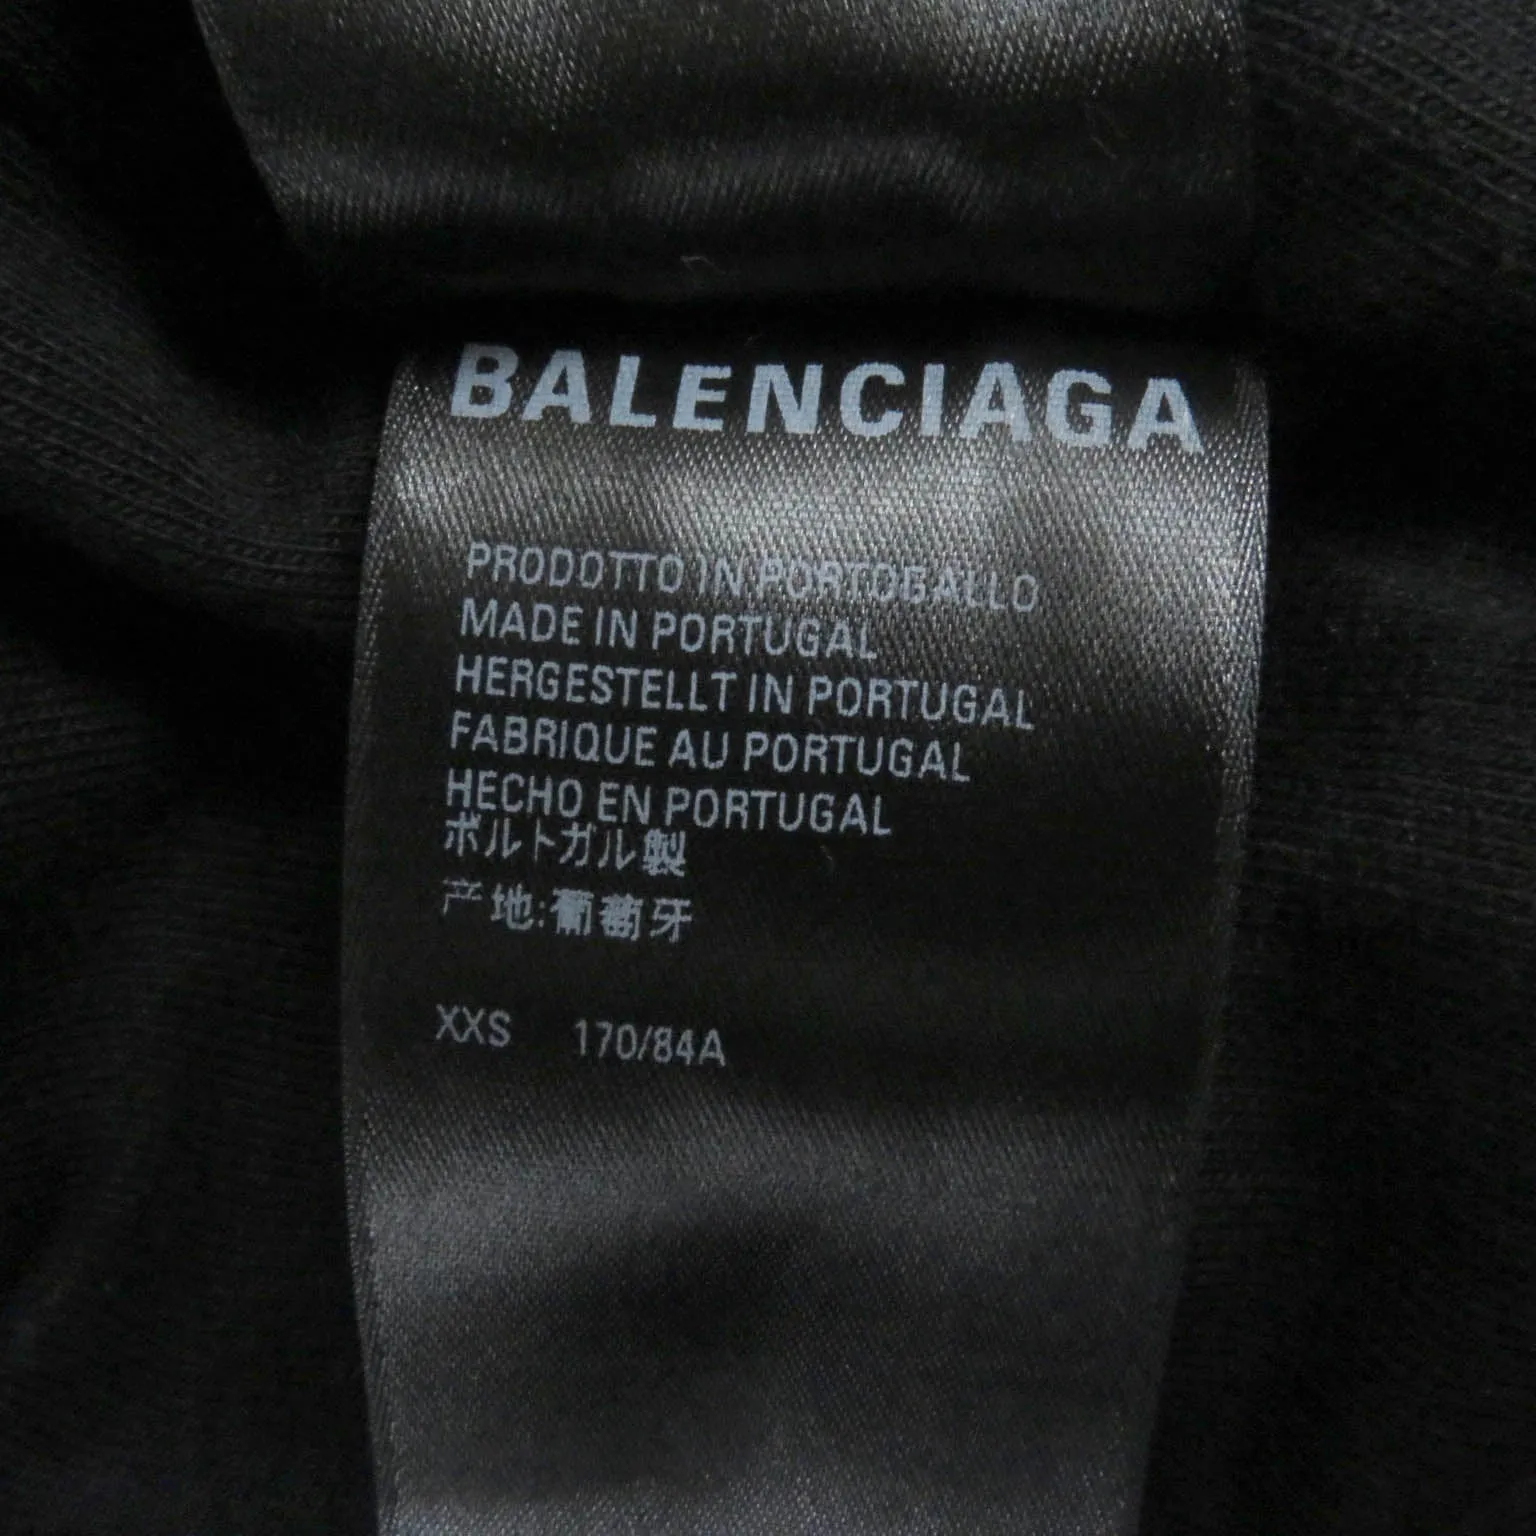 BALENCIAGA
PRODOTTO IN PORTOGALLO
MADE IN PORTUGAL
HERGESTELLT IN PORTUGAL
FABRIQUE AU PORTUGAL
HECHO EN PORTUGAL
ポルトガル製
产地:葡萄牙
XXS 170/84A